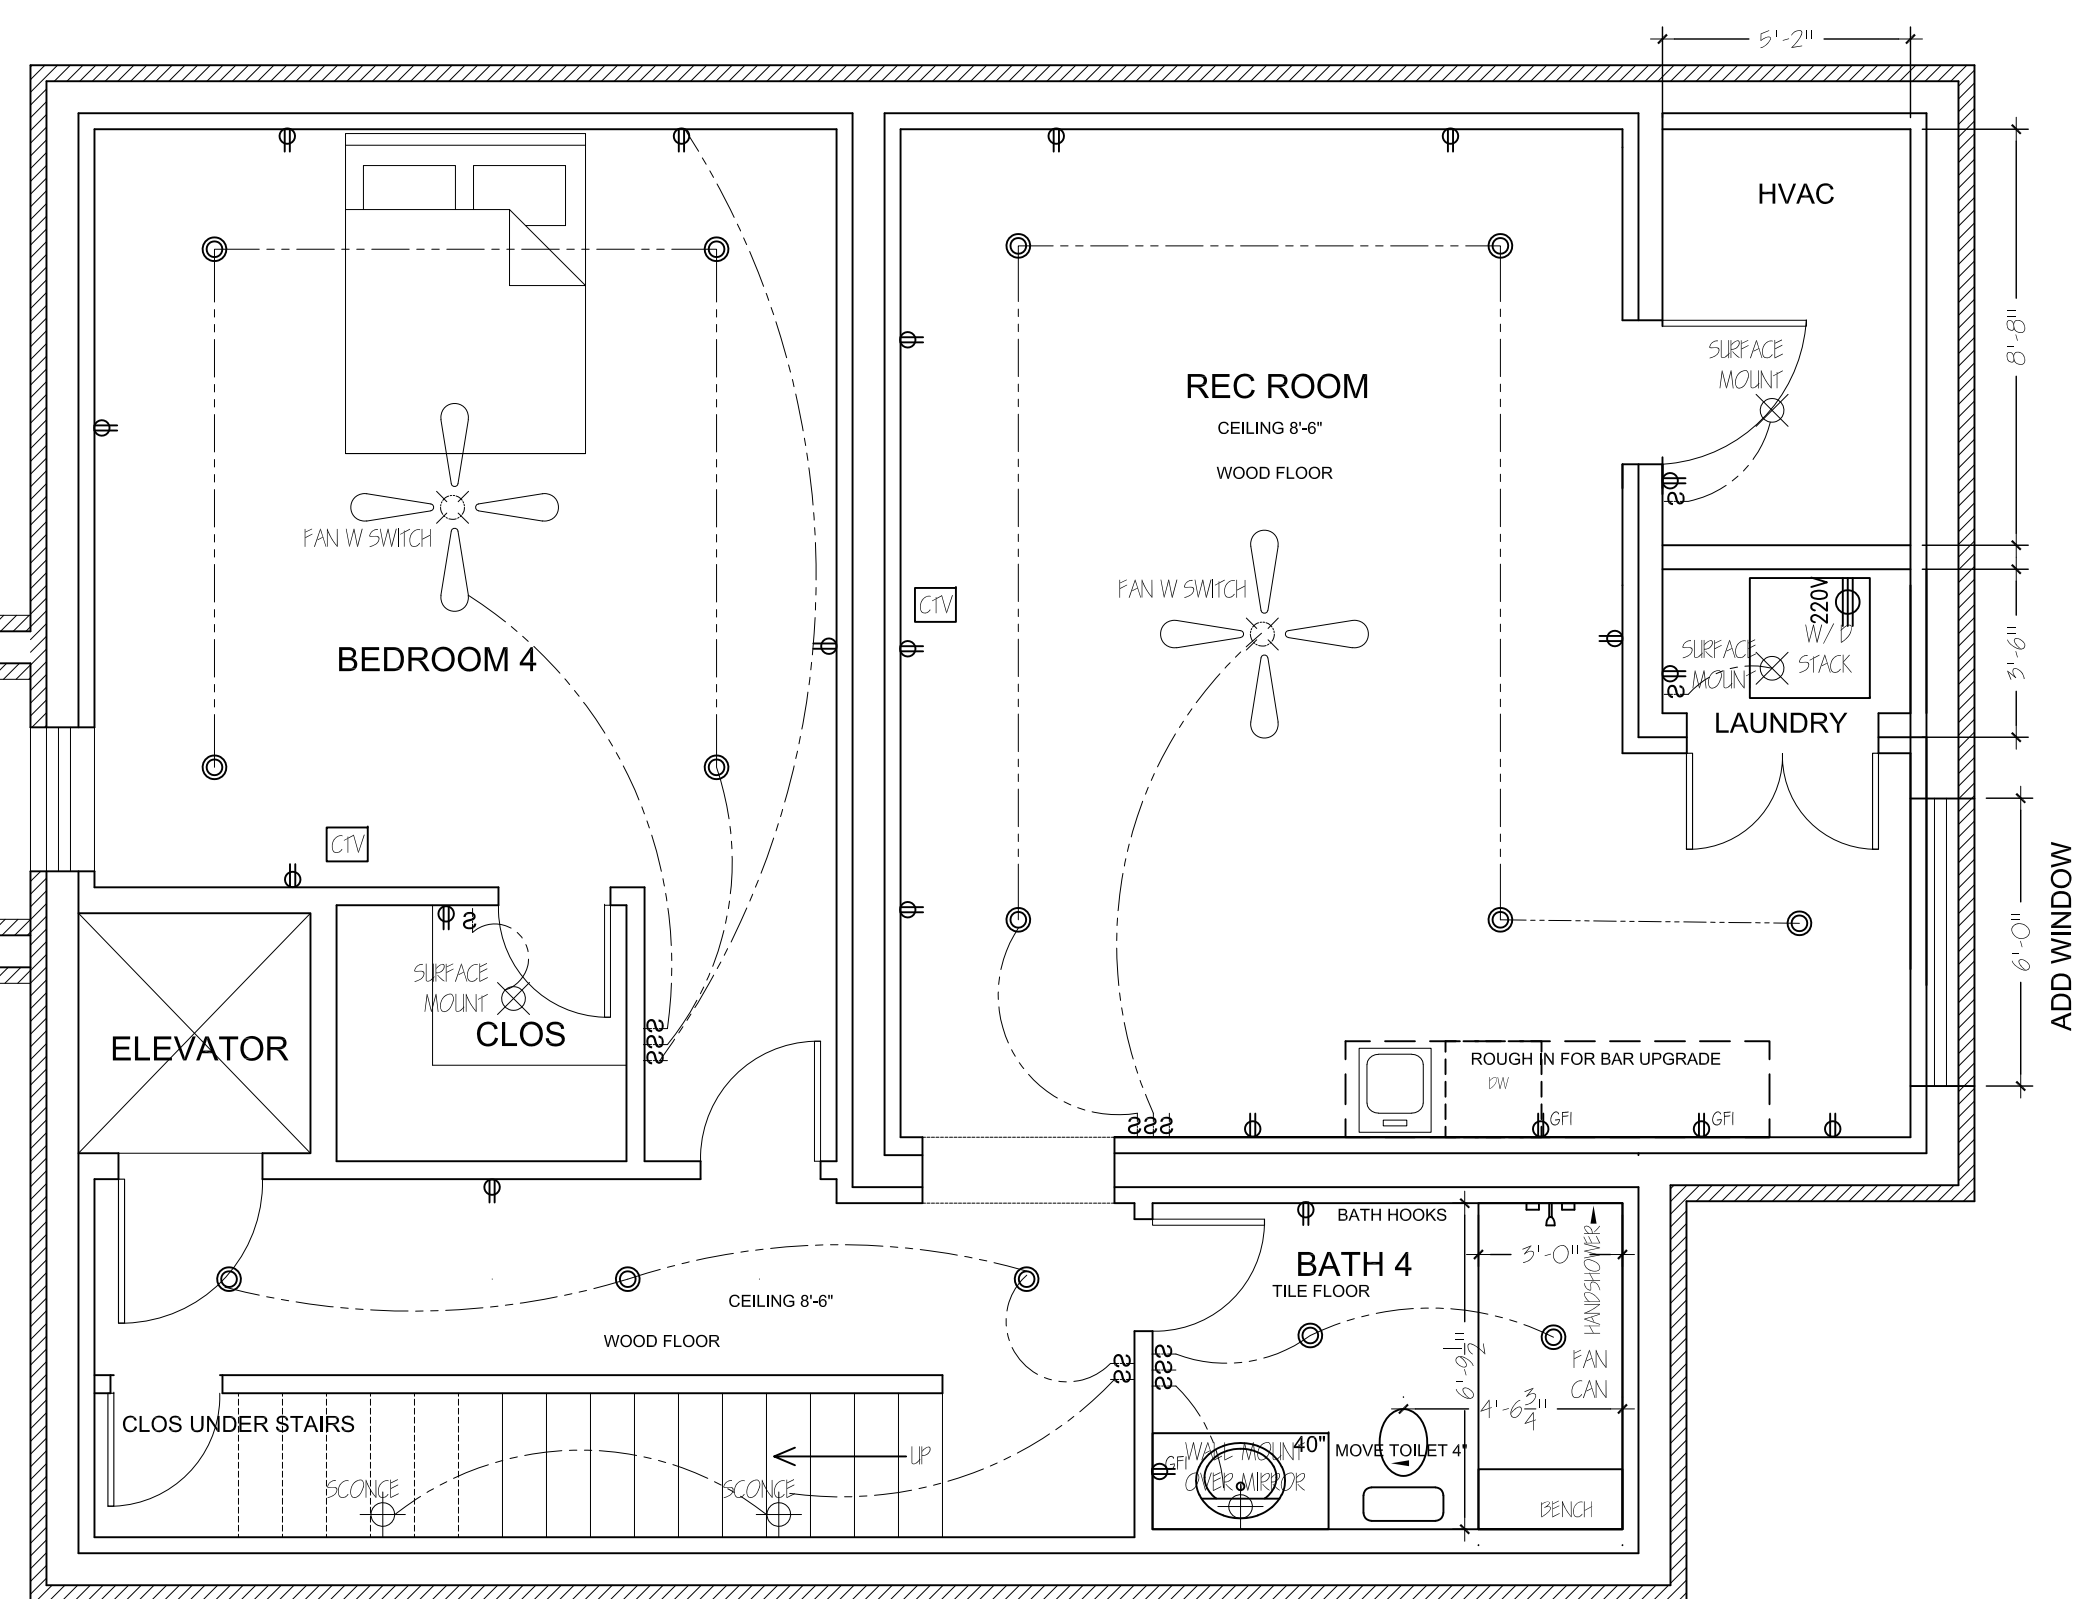 5'-2"
HVAC
8'-8"
SURFACE
MOUNT
REC ROOM
CEILING 8'-6"
WOOD FLOOR
S
FAN W SWITCH
BEDROOM 4
FAN W SWITCH
CTV
220V
W/D
STACK
SURFACE
MOUNT
S
3'-6"
LAUNDRY
CTV
S
SURFACE
MOUNT
CLOS
ELEVATOR
SSS
6'-0"
ADD WINDOW
ROUGH IN FOR BAR UPGRADE
DW
GFI
GFI
SSS
BATH HOOKS
BATH 4
TILE FLOOR
3'-0"
HANDSHOWER
CEILING 8'-6"
WOOD FLOOR
SS
SSS
6'-9 1/2"
FAN
CAN
4'-6 3/4"
CLOS UNDER STAIRS
UP
SCONCE
SCONCE
GFI
WALL MOUNT
OVER MIRROR
40"
MOVE TOILET 4"
BENCH